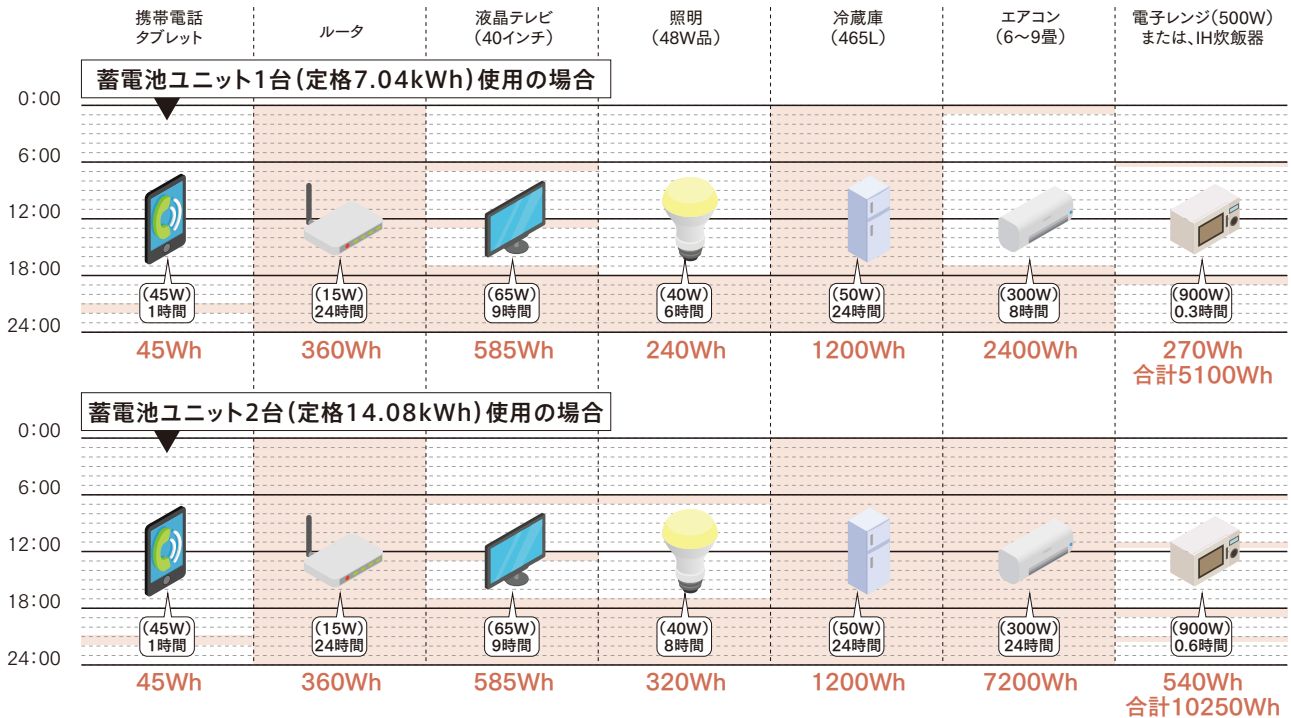 携帯電話
タブレット
ルータ
液晶テレビ
(40インチ)
照明
(48W品)
冷蔵庫
(465L)
エアコン
(6〜9畳)
電子レンジ(500W)
または、IH炊飯器
蓄電池ユニット1台(定格7.04kWh)使用の場合
0:00
6:00
12:00
18:00
24:00
(45W)
1時間
(15W)
24時間
(65W)
9時間
(40W)
6時間
(50W)
24時間
(300W)
8時間
(900W)
0.3時間
45Wh
360Wh
585Wh
240Wh
1200Wh
2400Wh
270Wh
合計5100Wh
蓄電池ユニット2台(定格14.08kWh)使用の場合
0:00
6:00
12:00
18:00
24:00
(45W)
1時間
(15W)
24時間
(65W)
9時間
(40W)
8時間
(50W)
24時間
(300W)
24時間
(900W)
0.6時間
45Wh
360Wh
585Wh
320Wh
1200Wh
7200Wh
540Wh
合計10250Wh